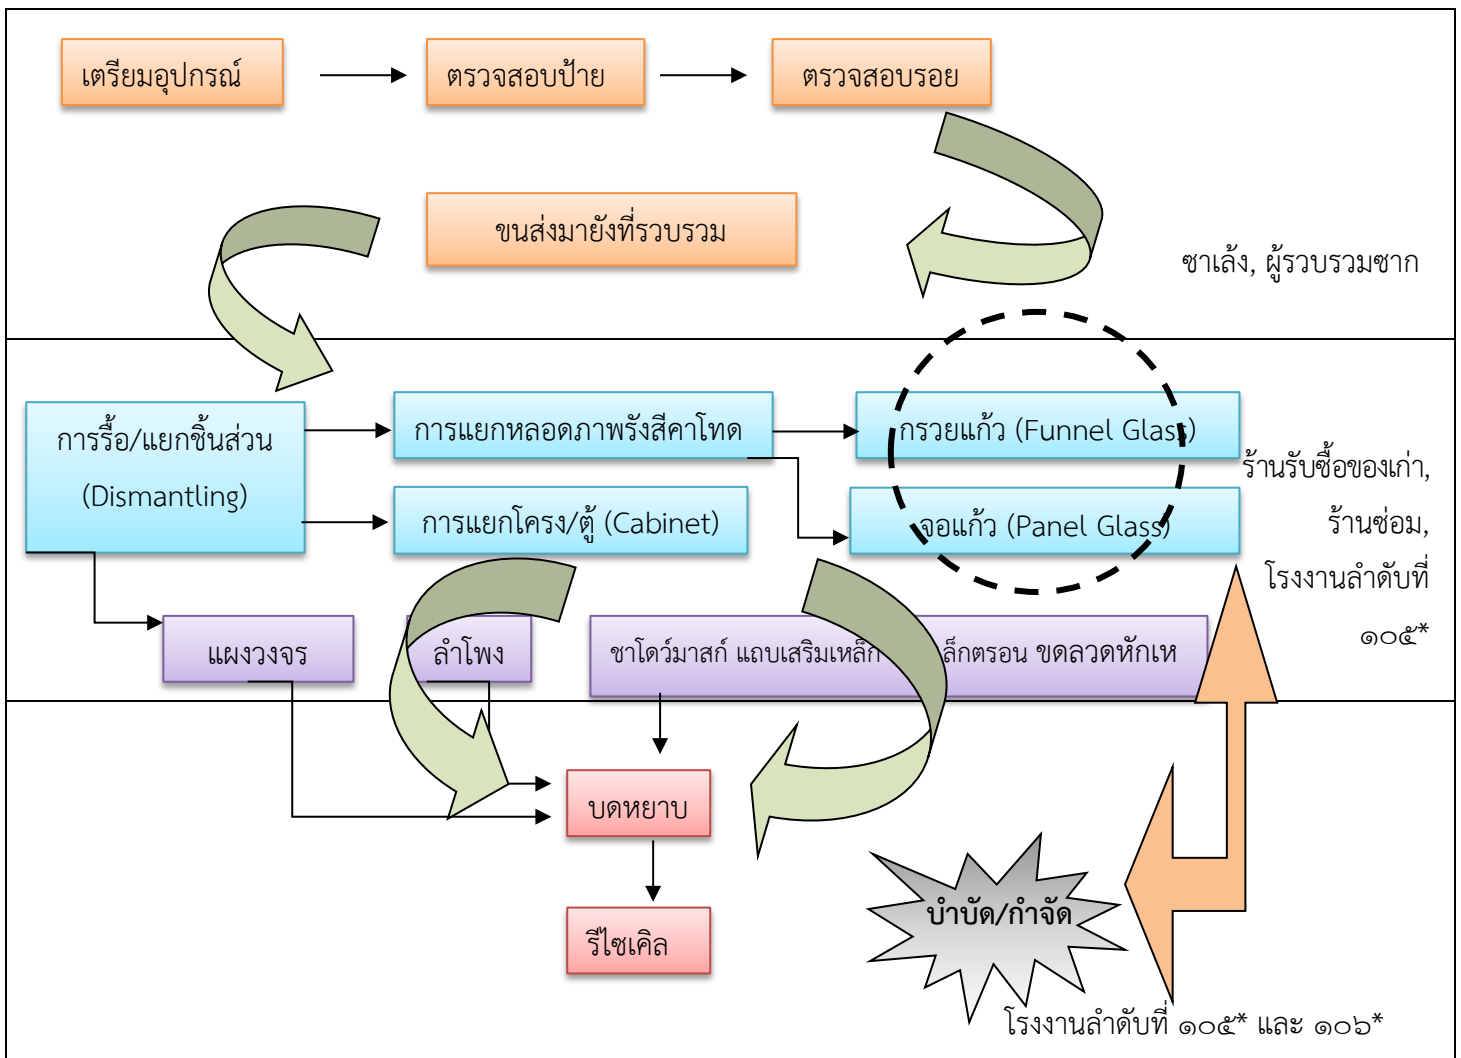 เตรียมอุปกรณ์
ตรวจสอบป้าย
ตรวจสอบรอย
ขนส่งมายังที่รวบรวม
ซาเล้ง, ผู้รวบรวมซาก
การรื้อ/แยกชิ้นส่วน
(Dismantling)
การแยกหลอดภาพรังสีคาโทด
กรวยแก้ว (Funnel Glass)
การแยกโครง/ตู้ (Cabinet)
จอแก้ว (Panel Glass)
ร้านรับซื้อของเก่า,
ร้านซ่อม,
โรงงานลำดับที่
๑๐๕*
แผงวงจร
ลำโพง
ชาโดว์มาสก์ แถบเสริมเหล็ก ล็กตรอน ขดลวดหักเห
บดหยาบ
รีไซเคิล
บำบัด/กำจัด
โรงงานลำดับที่ ๑๐๕* และ ๑๐๖*